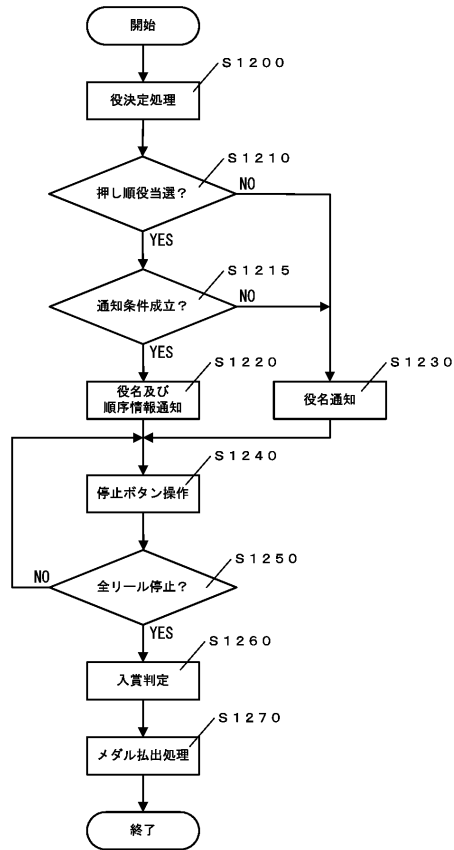 開始
S1200
役決定処理
S1210
押し順役当選?
NO
YES
S1215
通知条件成立?
NO
YES
S1220
役名及び
順序情報通知
S1230
役名通知
S1240
停止ボタン操作
S1250
全リール停止?
NO
YES
S1260
入賞判定
S1270
メダル払出処理
終了